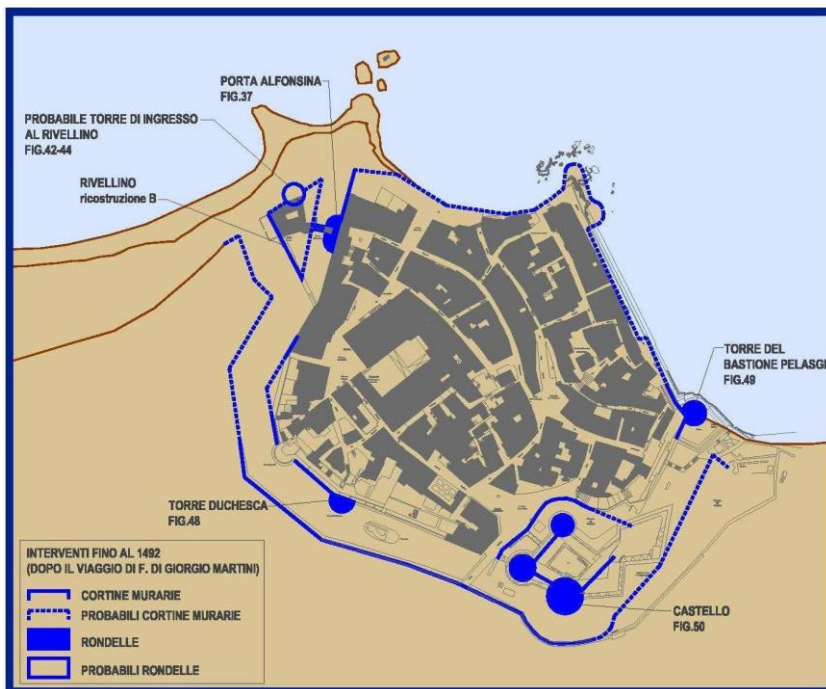 PORTA ALFONSINA
FIG.37
PROBABILE TORRE DI INGRESSO
AL RIVELLINO
FIG.42-44
RIVELLINO
ricostruzione B
TORRE DEL
BASTIONE PELASGI
FIG.49
TORRE DUCHESCA
FIG.48
CASTELLO
FIG.50
INTERVENTI FINO AL 1492
(DOPO IL VIAGGIO DI F. DI GIORGIO MARTINI)
CORTINE MURARIE
PROBABILI CORTINE MURARIE
RONDELLE
PROBABILI RONDELLE